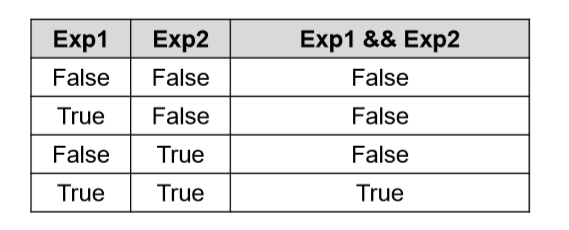 Exp1 Exp2 Exp1 && Exp2
False False False
True False False
False True False
True True True